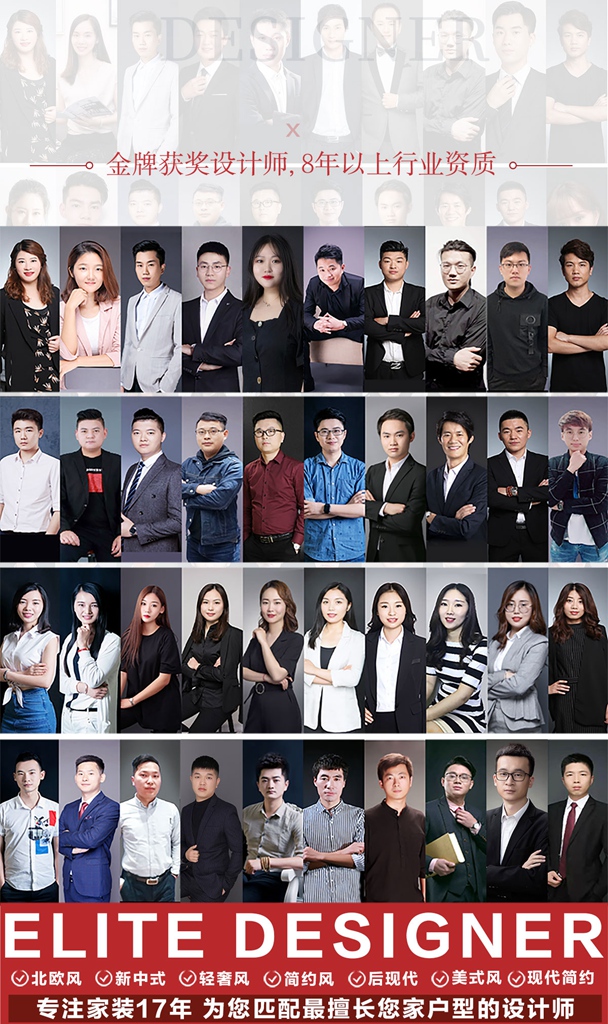 DESIGNER
x
金牌获奖设计师, 8年以上行业资质
ELITE DESIGNER
北欧风 新中式 轻奢风 简约风 后现代 美式风 现代简约
专注家装17年 为您匹配最擅长您家户型的设计师